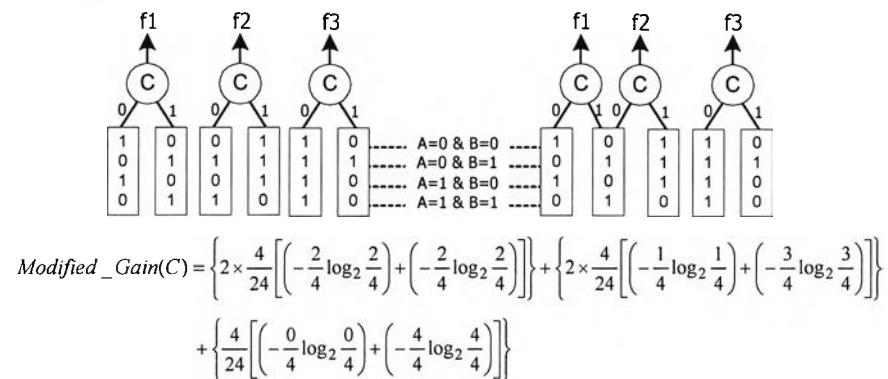 f1 f2 f3 f1 f2 f3
C C C C C C
0 1 0 1 0 1 0 1 0 1 0 1
1 0 0 1 1 0 ------ A=0 & B=0 ------ 1 0 1 1 0
0 1 1 1 1 1 ------ A=0 & B=1 ------ 0 1 1 1 1
1 0 0 1 1 0 ------ A=1 & B=0 ------ 1 0 1 1 0
0 1 1 0 0 0 ------ A=1 & B=1 ------ 0 1 0 0 0
Modified_Gain(C) = {2 × 4/24 [(−2/4 log₂ 2/4) + (−2/4 log₂ 2/4)]} + {2 × 4/24 [(−1/4 log₂ 1/4) + (−3/4 log₂ 3/4)]}
+ {4/24 [(−0/4 log₂ 0/4) + (−4/4 log₂ 4/4)]}